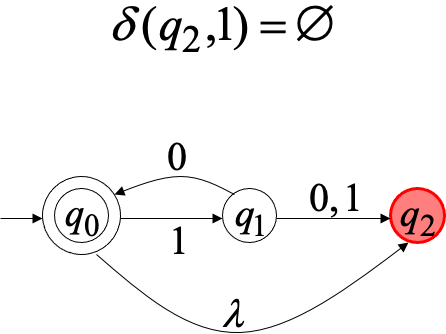 δ(q₂,1) = ∅
0
q₀
q₁
0,1
q₂
1
λ